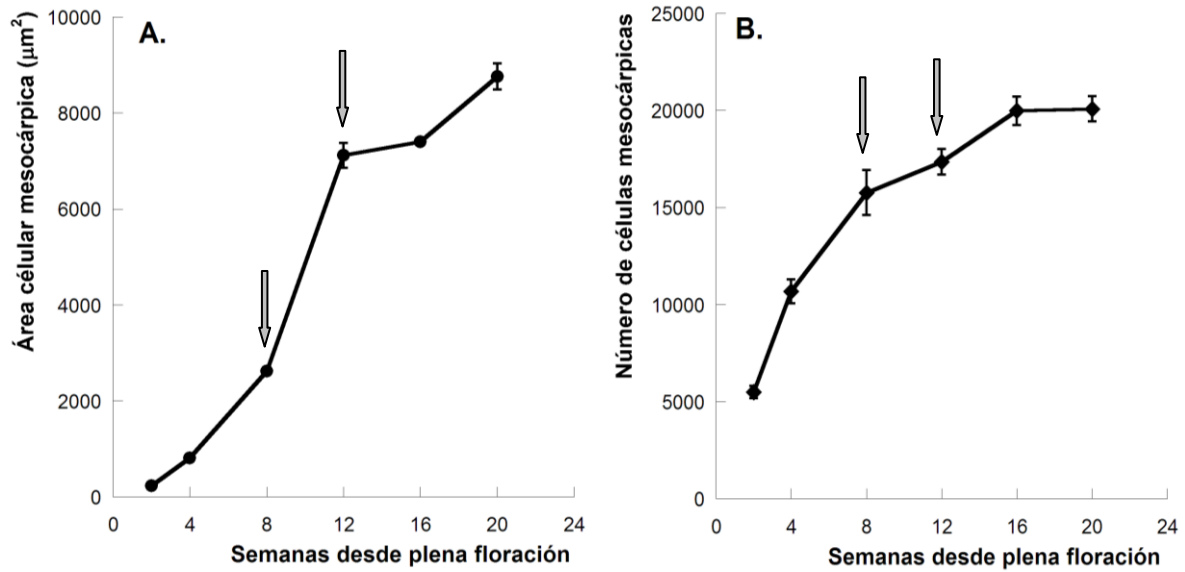 A.
Área célular mesocárpica (μm²)
10000
8000
6000
4000
2000
0
0 4 8 12 16 20 24
Semanas desde plena floración
B.
Número de células mesocárpicas
25000
20000
15000
10000
5000
0
0 4 8 12 16 20 24
Semanas desde plena floración